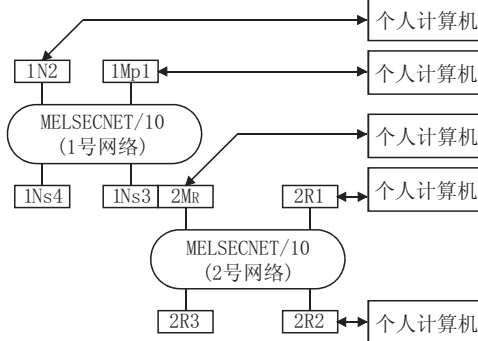 个人计算机
1N2
1Mp1
个人计算机
MELSECNET/10
(1号网络)
个人计算机
1Ns4
1Ns3
2MR
2R1
个人计算机
MELSECNET/10
(2号网络)
2R3
2R2
个人计算机